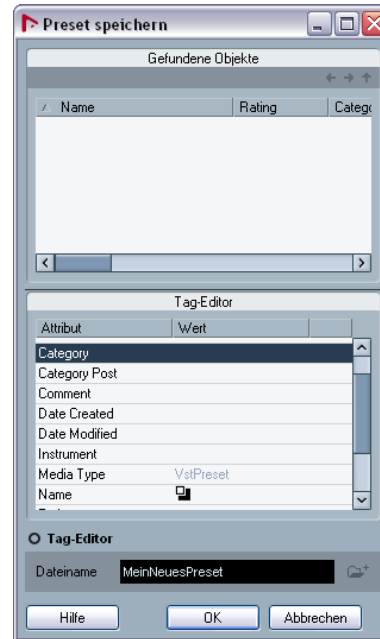 Preset speichern
Gefundene Objekte
Name Rating Catego
Tag-Editor
Attribut Wert
Category
Category Post
Comment
Date Created
Date Modified
Instrument
Media Type VstPreset
Name
Tag-Editor
Dateiname MeinNeuesPreset
Hilfe OK Abbrechen